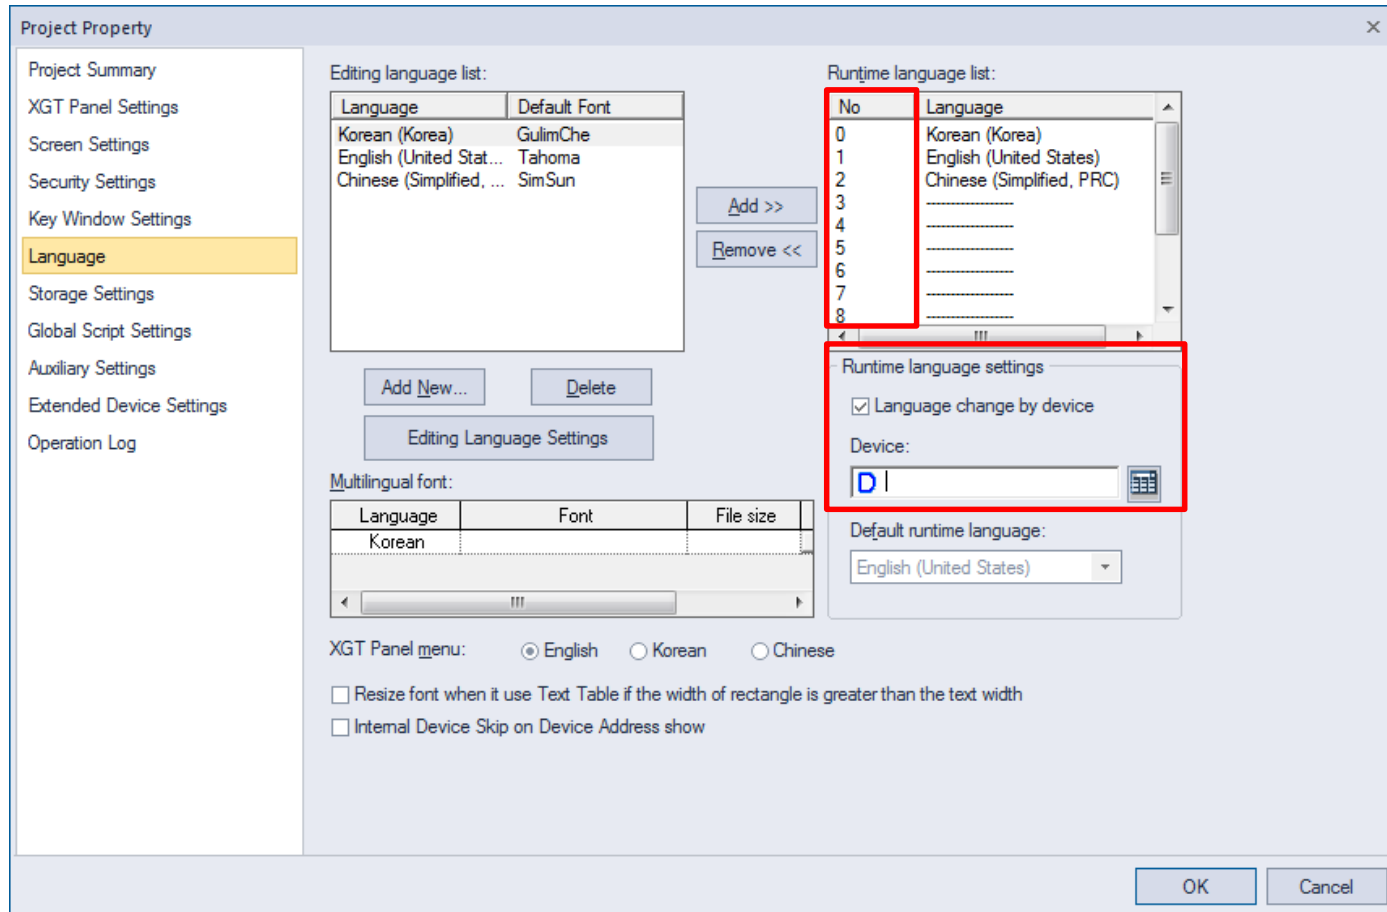 Project Property
Project Summary
XGT Panel Settings
Screen Settings
Security Settings
Key Window Settings
Language
Storage Settings
Global Script Settings
Auxiliary Settings
Extended Device Settings
Operation Log
Editing language list:
Language Default Font
Korean (Korea) GulimChe
English (United Stat... Tahoma
Chinese (Simplified, ... SimSun
Add >>
Remove <<
Runtime language list:
No Language
0 Korean (Korea)
1 English (United States)
2 Chinese (Simplified, PRC)
3 ------------------
4 ------------------
5 ------------------
6 ------------------
7 ------------------
8 ------------------
Add New...
Delete
Editing Language Settings
Runtime language settings
Language change by device
Device:
D
Default runtime language:
English (United States)
Multilingual font:
Language Font File size
Korean
XGT Panel menu: English Korean Chinese
Resize font when it use Text Table if the width of rectangle is greater than the text width
Internal Device Skip on Device Address show
OK
Cancel